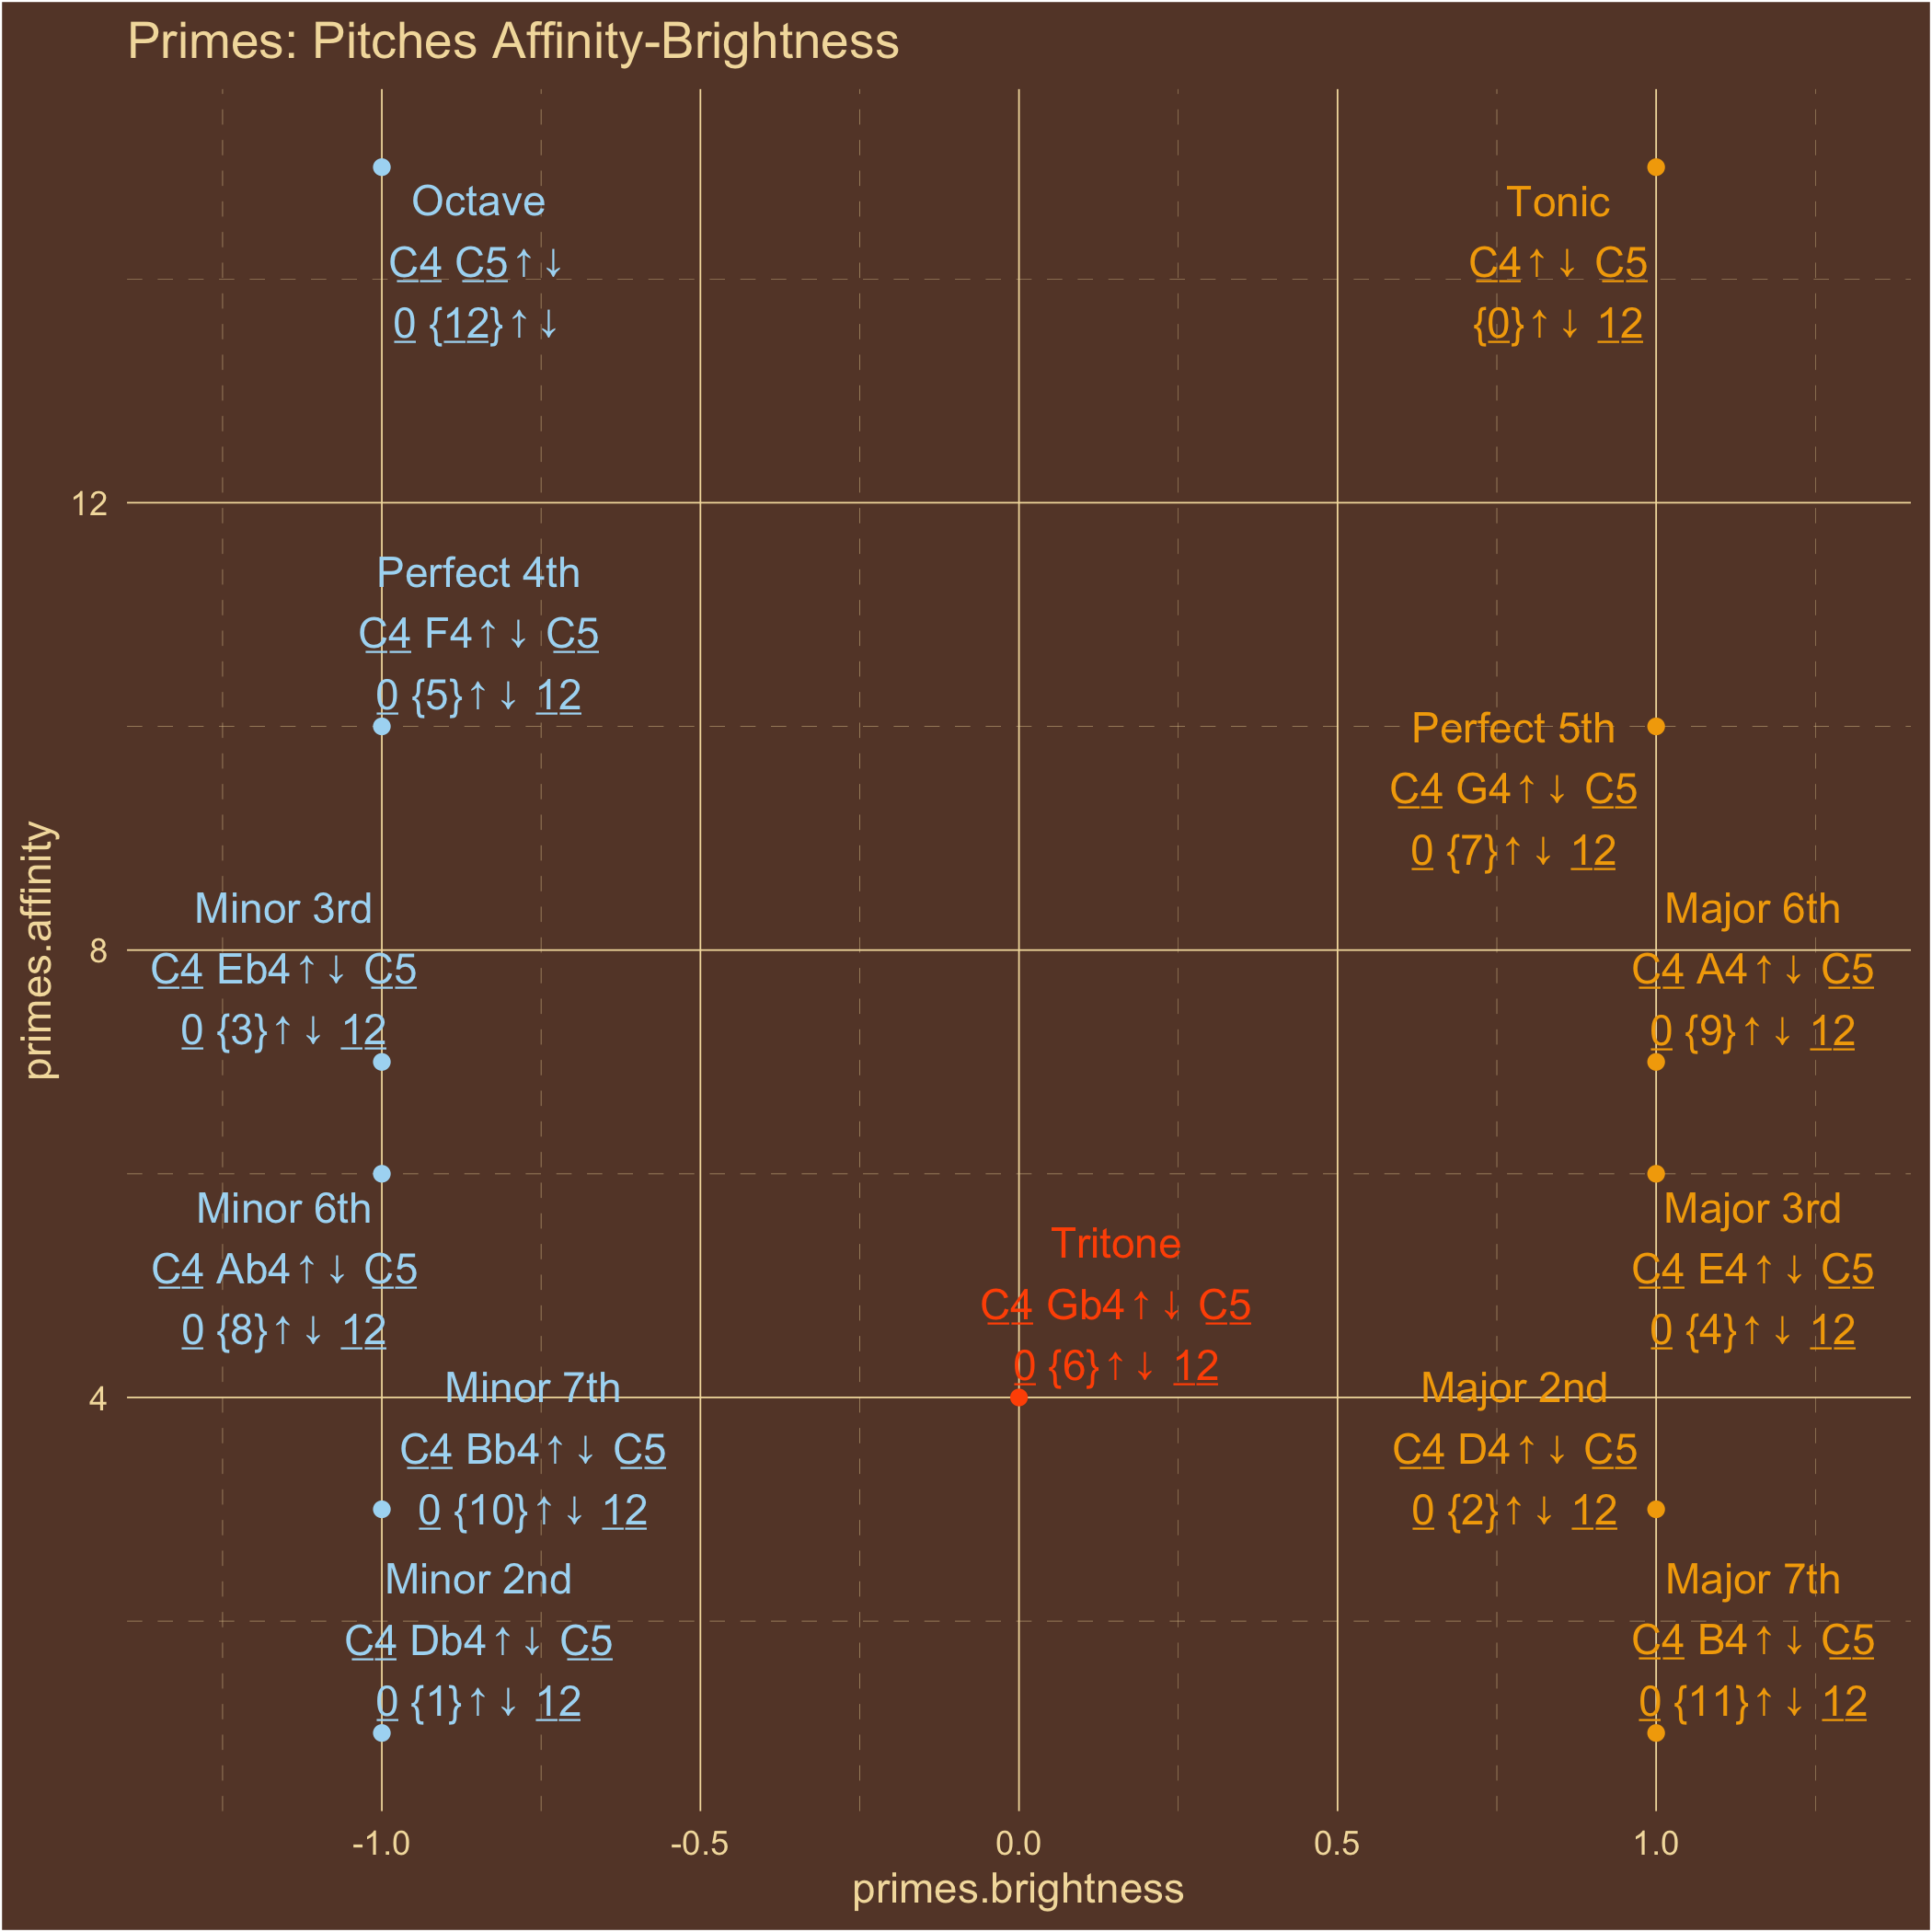 Primes: Pitches Affinity-Brightness
Octave
C4 C5↑↓
0 {12}↑↓
Tonic
C4↑↓ C5
{0}↑↓ 12
12
Perfect 4th
C4 F4↑↓ C5
0 {5}↑↓ 12
Perfect 5th
C4 G4↑↓ C5
0 {7}↑↓ 12
primes.affinity
8
Minor 3rd
C4 Eb4↑↓ C5
0 {3}↑↓ 12
Major 6th
C4 A4↑↓ C5
0 {9}↑↓ 12
Minor 6th
C4 Ab4↑↓ C5
0 {8}↑↓ 12
Tritone
C4 Gb4↑↓ C5
0 {6}↑↓ 12
Major 3rd
C4 E4↑↓ C5
0 {4}↑↓ 12
4
Minor 7th
C4 Bb4↑↓ C5
0 {10}↑↓ 12
Major 2nd
C4 D4↑↓ C5
0 {2}↑↓ 12
Minor 2nd
C4 Db4↑↓ C5
0 {1}↑↓ 12
Major 7th
C4 B4↑↓ C5
0 {11}↑↓ 12
-1.0 -0.5 0.0 0.5 1.0
primes.brightness